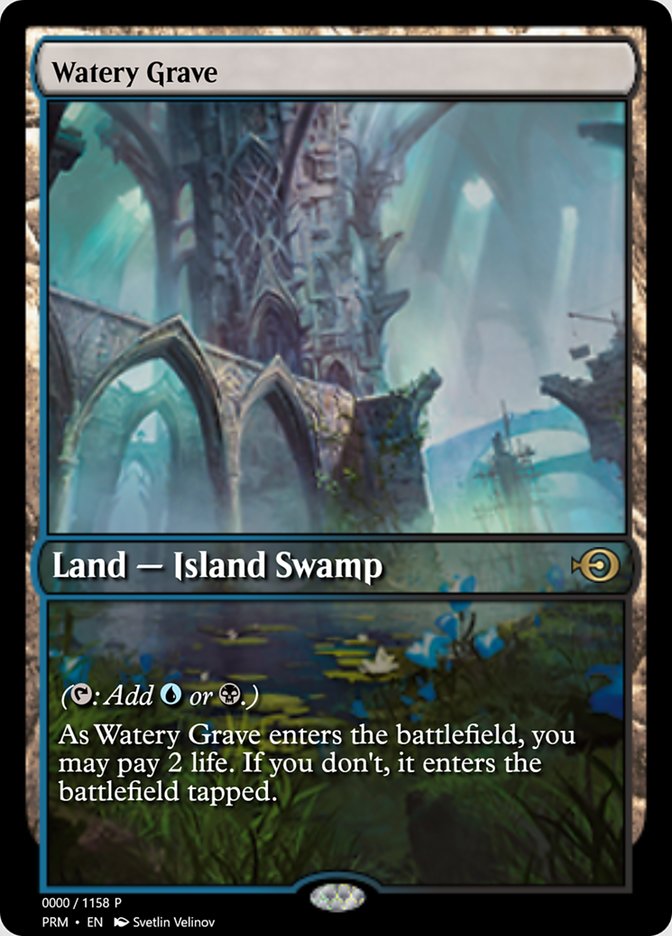 Watery Grave
Land — Island Swamp
(: Add or .)
As Watery Grave enters the battlefield, you
may pay 2 life. If you don't, it enters the
battlefield tapped.
0000 / 1158 P
PRM • EN Svetlin Velinov